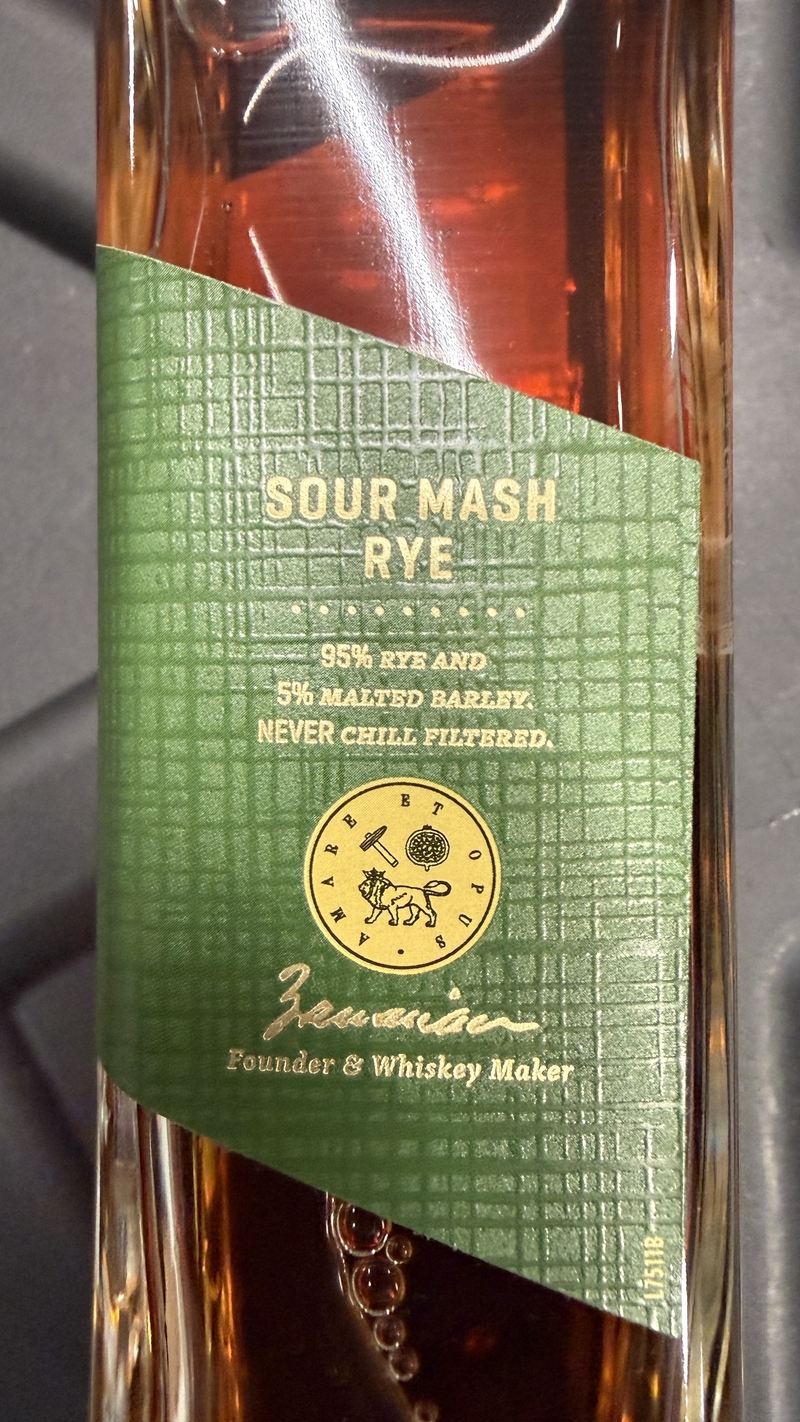 SOUR MASH
RYE
95% RYE AND
5% MALTED BARLEY.
NEVER CHILL FILTERED.
AMARE ET OPUS
Founder & Whiskey Maker
L7511B